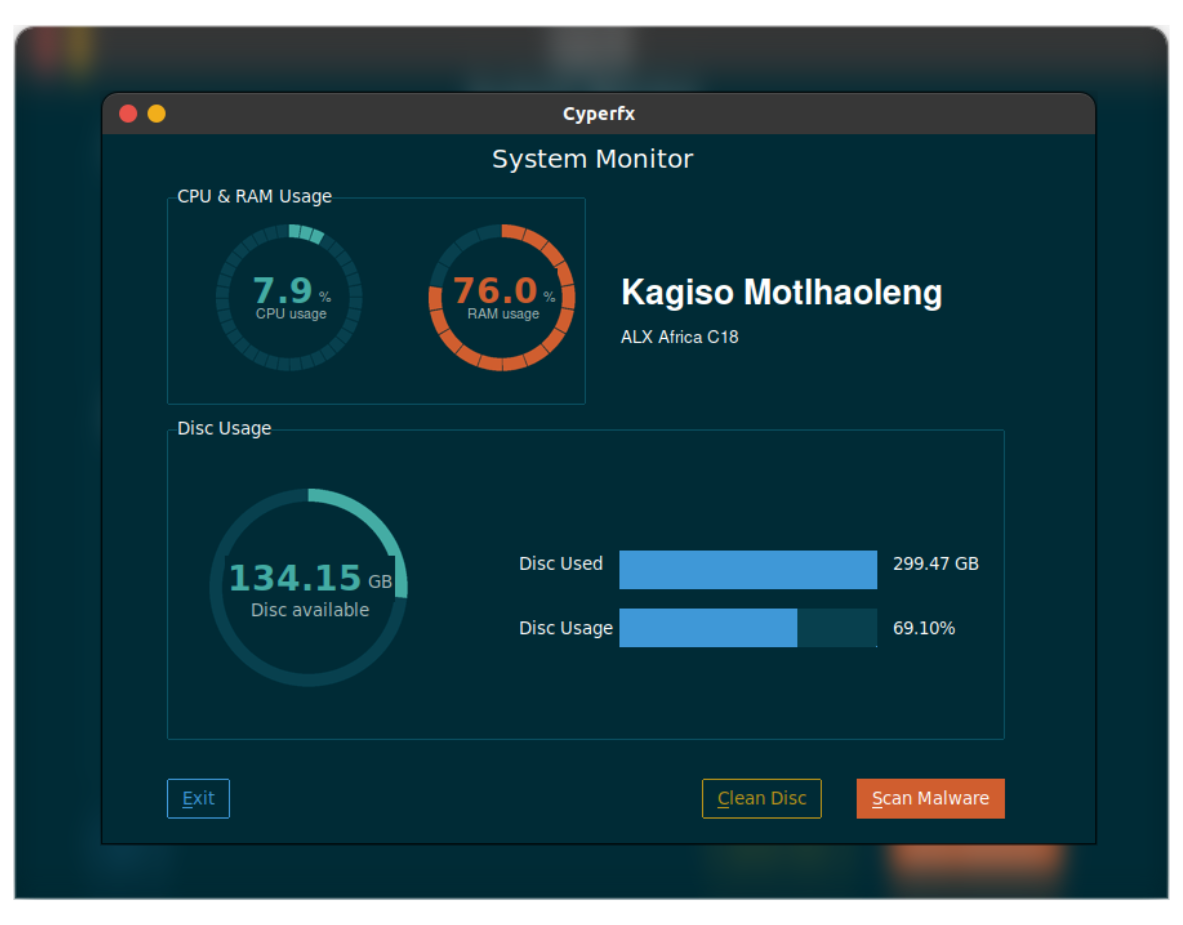 Cyperfx
System Monitor
CPU & RAM Usage
7.9 %
CPU usage
76.0 %
RAM usage
Kagiso Motlhaoleng
ALX Africa C18
Disc Usage
134.15 GB
Disc available
Disc Used 299.47 GB
Disc Usage 69.10%
Exit
Clean Disc
Scan Malware